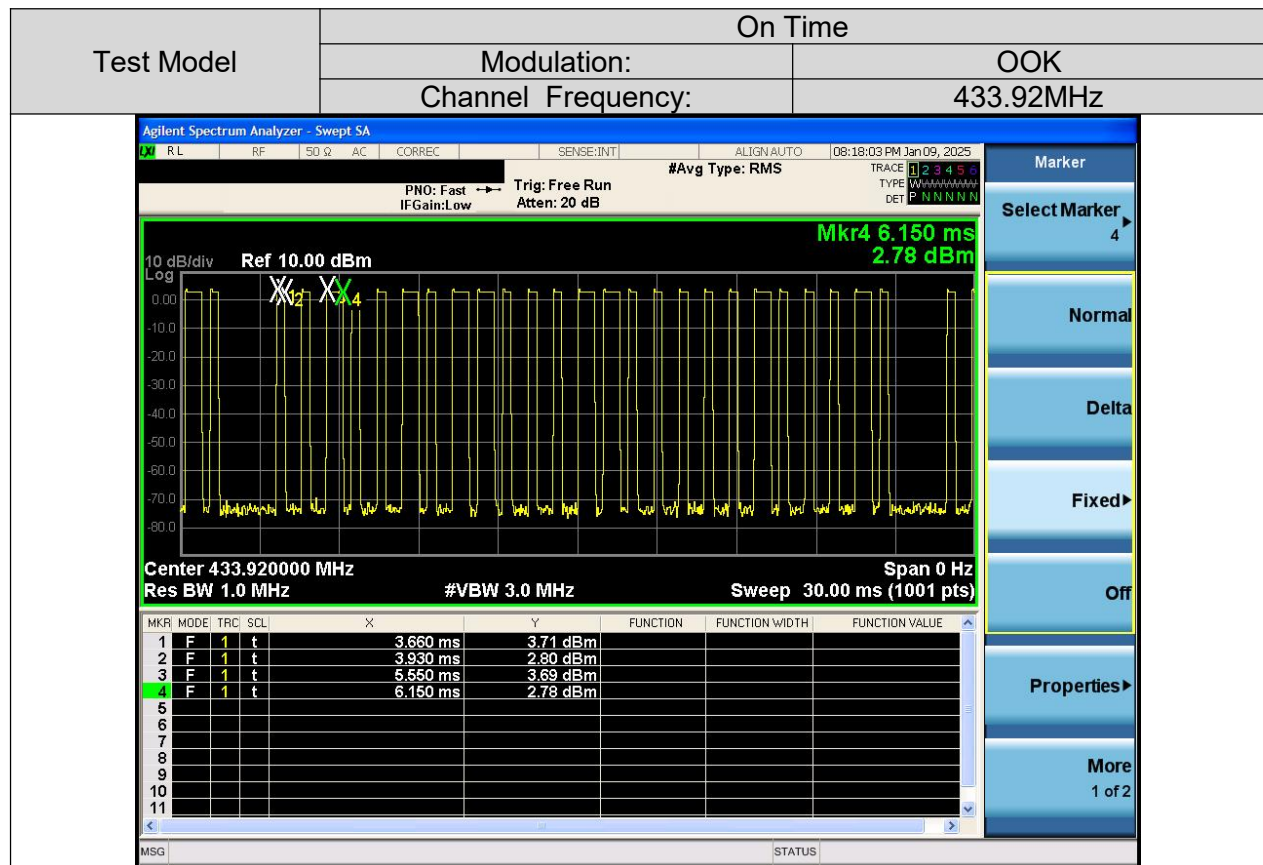 On Time
Test Model Modulation: OOK
Channel Frequency: 433.92MHz
Agilent Spectrum Analyzer - Swept SA
LXI RL RF 50 Ω AC CORREC SENSE:INT ALIGN AUTO 08:18:03 PM Jan 09, 2025
Marker
#Avg Type: RMS TRACE 1 2 3 4 5 6
PNO: Fast Trig: Free Run TYPE
IFGain:Low Atten: 20 dB DET P N N N N N
Select Marker
4
Mkr4 6.150 ms
10 dB/div Ref 10.00 dBm 2.78 dBm
Log
2 4
0.00
-10.0
-20.0
-30.0
-40.0
-50.0
-60.0
-70.0
-80.0
Normal
Delta
Fixed
Off
Center 433.920000 MHz Span 0 Hz
Res BW 1.0 MHz #VBW 3.0 MHz Sweep 30.00 ms (1001 pts)
MKR MODE TRC SCL X Y FUNCTION FUNCTION WIDTH FUNCTION VALUE
1 F 1 t 3.660 ms 3.71 dBm
2 F 1 t 3.930 ms 2.80 dBm
3 F 1 t 5.550 ms 3.69 dBm
4 F 1 t 6.150 ms 2.78 dBm
5
6
7
8
9
10
11
Properties
More
1 of 2
MSG STATUS